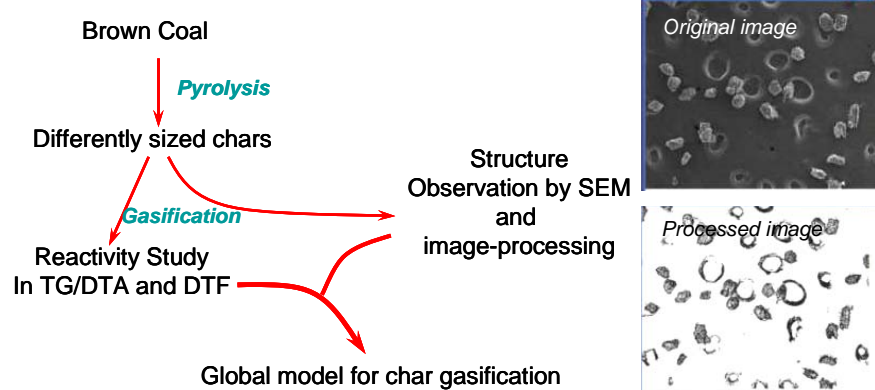 Brown Coal
Pyrolysis
Differently sized chars
Gasification
Reactivity Study
In TG/DTA and DTF
Structure
Observation by SEM
and
image-processing
Global model for char gasification
Original image
Processed image